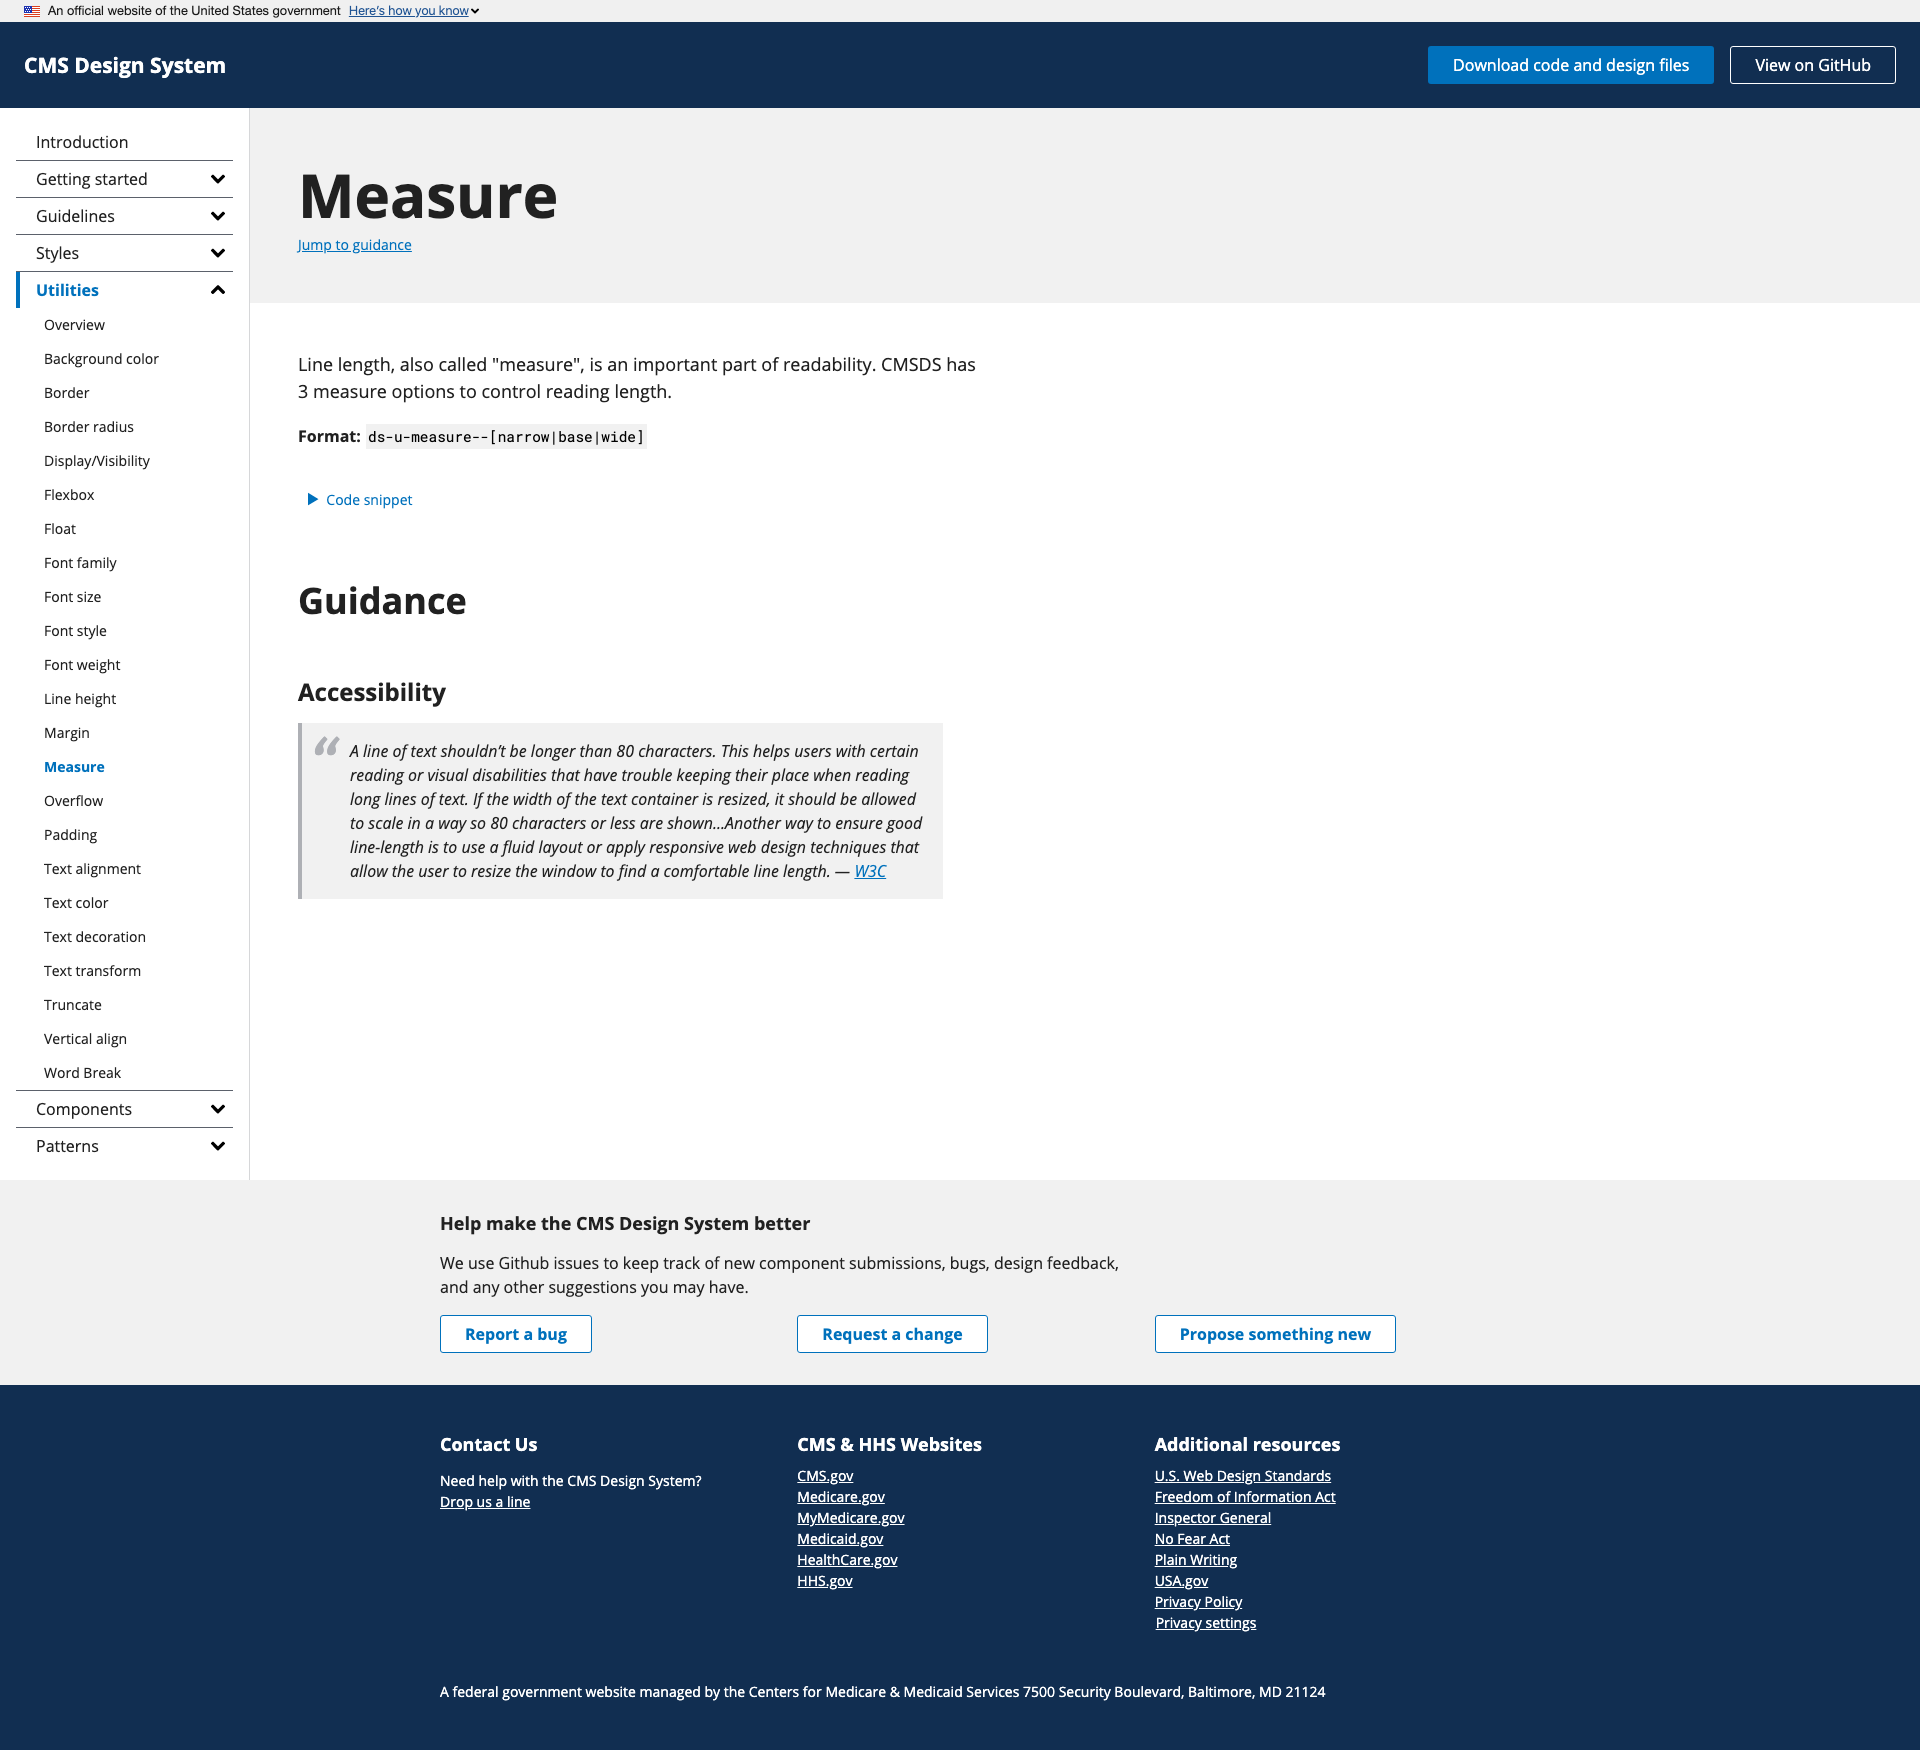 An official website of the United States government Here's how you know
CMS Design System
Download code and design files
View on GitHub
Introduction
Getting started
Guidelines
Styles
Utilities
Overview
Background color
Border
Border radius
Display/Visibility
Flexbox
Float
Font family
Font size
Font style
Font weight
Line height
Margin
Measure
Overflow
Padding
Text alignment
Text color
Text decoration
Text transform
Truncate
Vertical align
Word Break
Components
Patterns
Measure
Jump to guidance
Line length, also called "measure", is an important part of readability. CMSDS has
3 measure options to control reading length.
Format: ds-u-measure--[narrow|base|wide]
Code snippet
Guidance
Accessibility
“ A line of text shouldn’t be longer than 80 characters. This helps users with certain
reading or visual disabilities that have trouble keeping their place when reading
long lines of text. If the width of the text container is resized, it should be allowed
to scale in a way so 80 characters or less are shown...Another way to ensure good
line-length is to use a fluid layout or apply responsive web design techniques that
allow the user to resize the window to find a comfortable line length. — W3C
Help make the CMS Design System better
We use Github issues to keep track of new component submissions, bugs, design feedback,
and any other suggestions you may have.
Report a bug
Request a change
Propose something new
Contact Us
Need help with the CMS Design System?
Drop us a line
CMS & HHS Websites
CMS.gov
Medicare.gov
MyMedicare.gov
Medicaid.gov
HealthCare.gov
HHS.gov
Additional resources
U.S. Web Design Standards
Freedom of Information Act
Inspector General
No Fear Act
Plain Writing
USA.gov
Privacy Policy
Privacy settings
A federal government website managed by the Centers for Medicare & Medicaid Services 7500 Security Boulevard, Baltimore, MD 21124